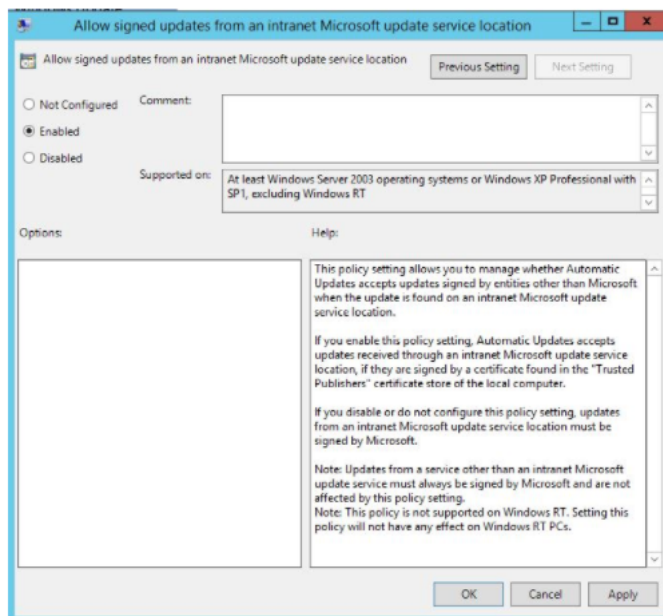 Allow signed updates from an intranet Microsoft update service location
Allow signed updates from an intranet Microsoft update service location
Previous Setting
Next Setting
Not Configured
Comment:
Enabled
Disabled
Supported on:
At least Windows Server 2003 operating systems or Windows XP Professional with
SP1, excluding Windows RT
Options:
Help:
This policy setting allows you to manage whether Automatic
Updates accepts updates signed by entities other than Microsoft
when the update is found on an intranet Microsoft update
service location.
If you enable this policy setting, Automatic Updates accepts
updates received through an intranet Microsoft update service
location, if they are signed by a certificate found in the "Trusted
Publishers" certificate store of the local computer.
If you disable or do not configure this policy setting, updates
from an intranet Microsoft update service location must be
signed by Microsoft.
Note: Updates from a service other than an intranet Microsoft
update service must always be signed by Microsoft and are not
affected by this policy setting.
Note: This policy is not supported on Windows RT. Setting this
policy will not have any effect on Windows RT PCs.
OK
Cancel
Apply